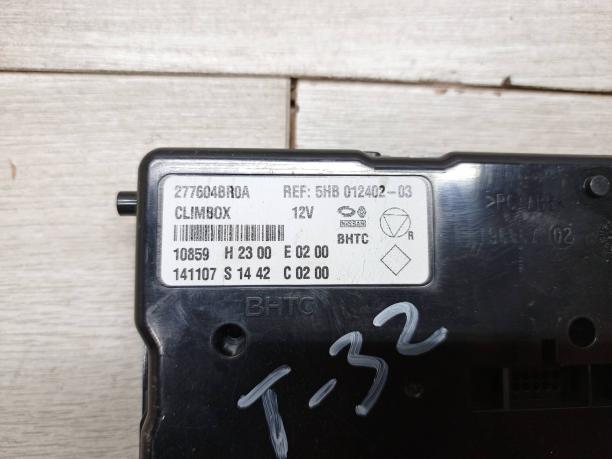 277604BR0A REF: 5HB 012402-03
CLIMBOX 12V
NISSAN
BHTC R
10859 H 23 00 E 02 00
141107 S 14 42 C 02 00
BHTC
T-32